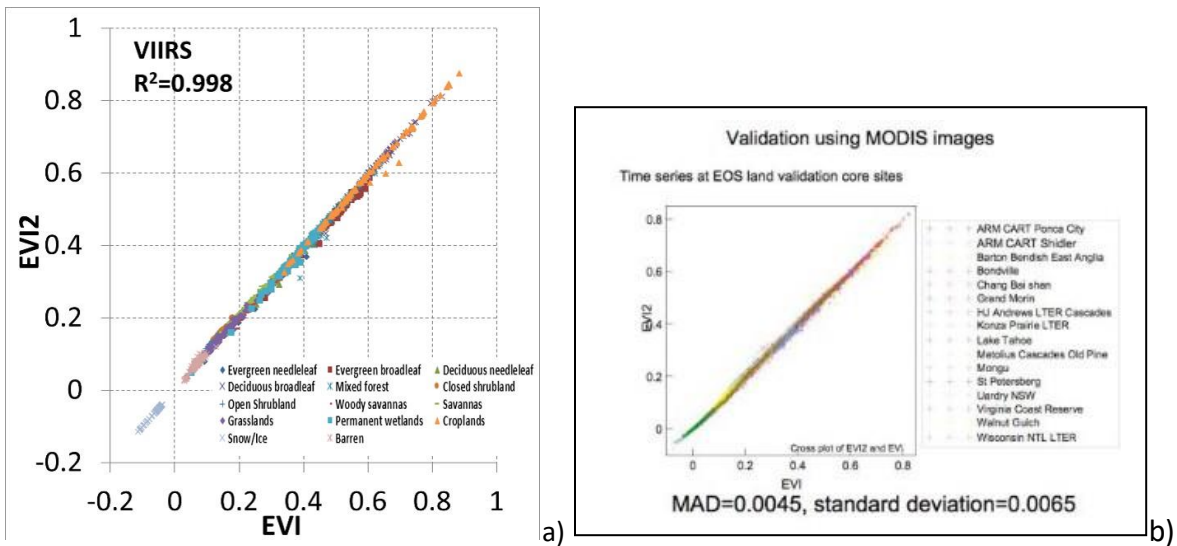 VIIRS
R²=0.998
1
0.8
0.6
0.4
0.2
0
-0.2
EVI2
-0.2 0 0.2 0.4 0.6 0.8 1
EVI
Evergreen needleleaf Evergreen broadleaf Deciduous needleleaf
Deciduous broadleaf Mixed forest Closed shrubland
Open Shrubland Woody savannas Savannas
Grasslands Permanent wetlands Croplands
Snow/Ice Barren
a)
Validation using MODIS images
Time series at EOS land validation core sites
0.8
0.6
0.4
0.2
0
EVI2
Cross plot of EVI2 and EVI
0 0.2 0.4 0.6 0.8
EVI
ARM CART Ponca City
ARM CART Shidler
Barton Bendish East Anglia
Bondville
Chang Bai shan
Grand Morin
HJ Andrews LTER Cascades
Konza Prairie LTER
Lake Tahoe
Metolius Cascades Old Pine
Mongu
St Petersberg
Uardry NSW
Virginia Coast Reserve
Walnut Gulch
Wisconsin NTL LTER
MAD=0.0045, standard deviation=0.0065
b)